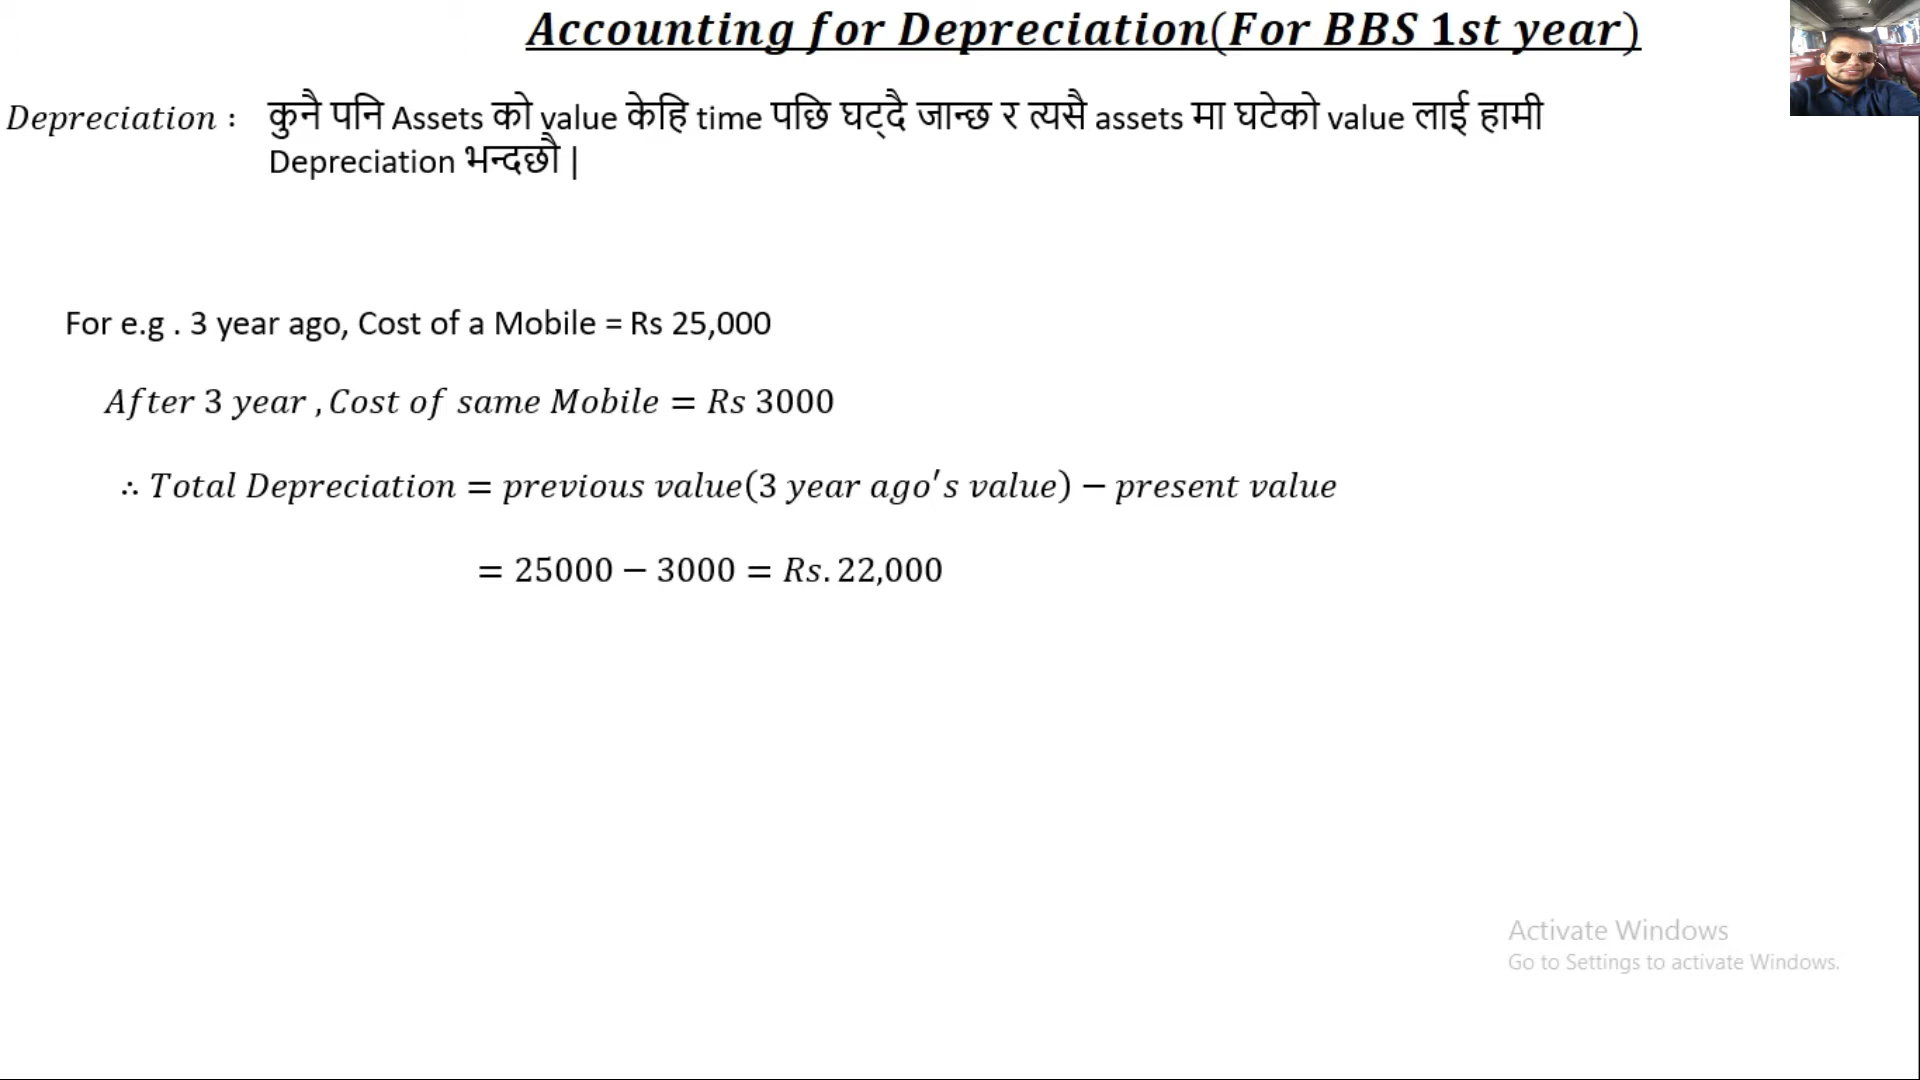 Accounting for Depreciation(For BBS 1st year)
Depreciation : कुनै पनि Assets को value केहि time पछि घट्दै जान्छ र त्यसै assets मा घटेको value लाई हामी
Depreciation भन्दछौ |
For e.g . 3 year ago, Cost of a Mobile = Rs 25,000
After 3 year , Cost of same Mobile = Rs 3000
∴ Total Depreciation = previous value(3 year ago's value) − present value
= 25000 − 3000 = Rs. 22,000
Activate Windows
Go to Settings to activate Windows.